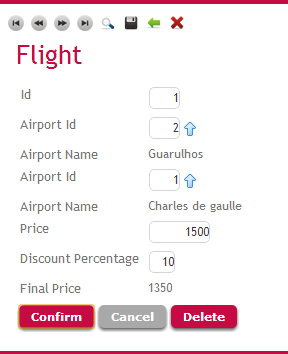 Flight
Id 1
Airport Id 2
Airport Name Guarulhos
Airport Id 1
Airport Name Charles de gaulle
Price 1500
Discount Percentage 10
Final Price 1350
Confirm Cancel Delete